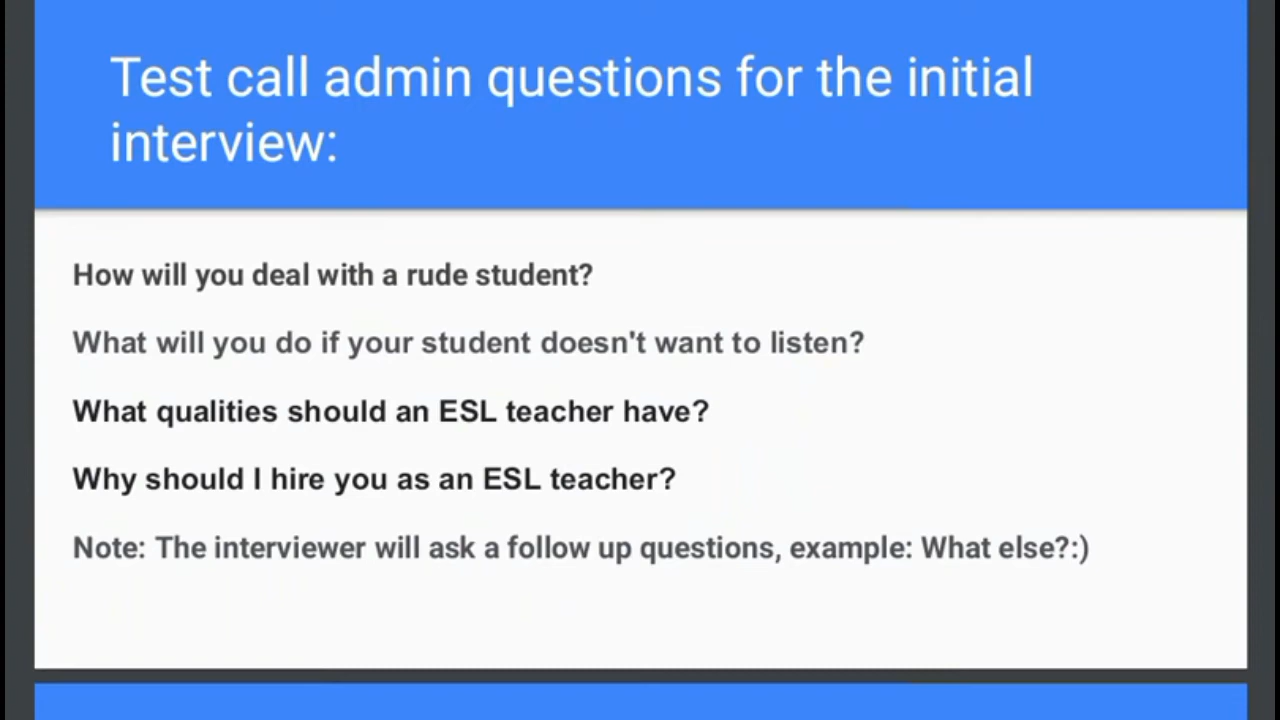 Test call admin questions for the initial
interview:
How will you deal with a rude student?
What will you do if your student doesn't want to listen?
What qualities should an ESL teacher have?
Why should I hire you as an ESL teacher?
Note: The interviewer will ask a follow up questions, example: What else?:)